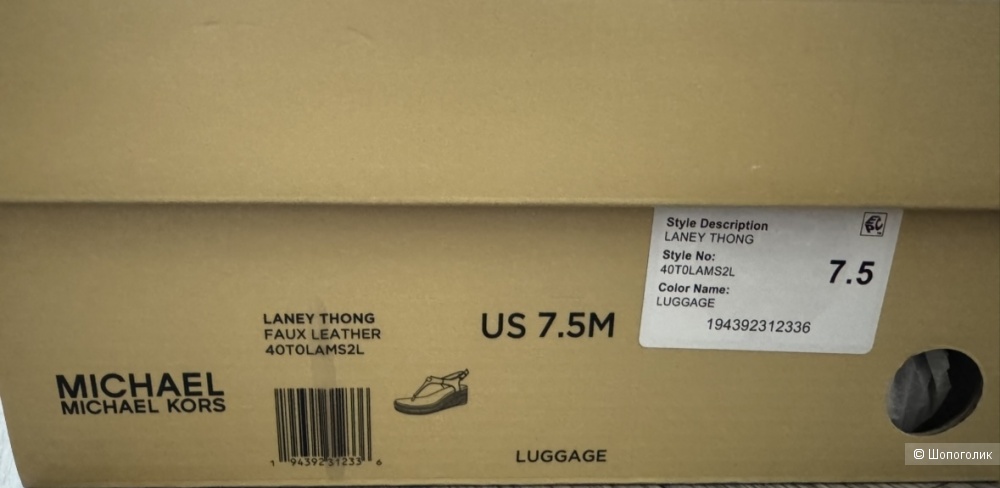 Style Description
LANEY THONG
Style No:
40T0LAMS2L
7.5
Color Name:
LUGGAGE
194392312336
LANEY THONG
FAUX LEATHER
40T0LAMS2L
US 7.5M
MICHAEL
MICHAEL KORS
1 94392 31233 6
LUGGAGE
© Шопоголик